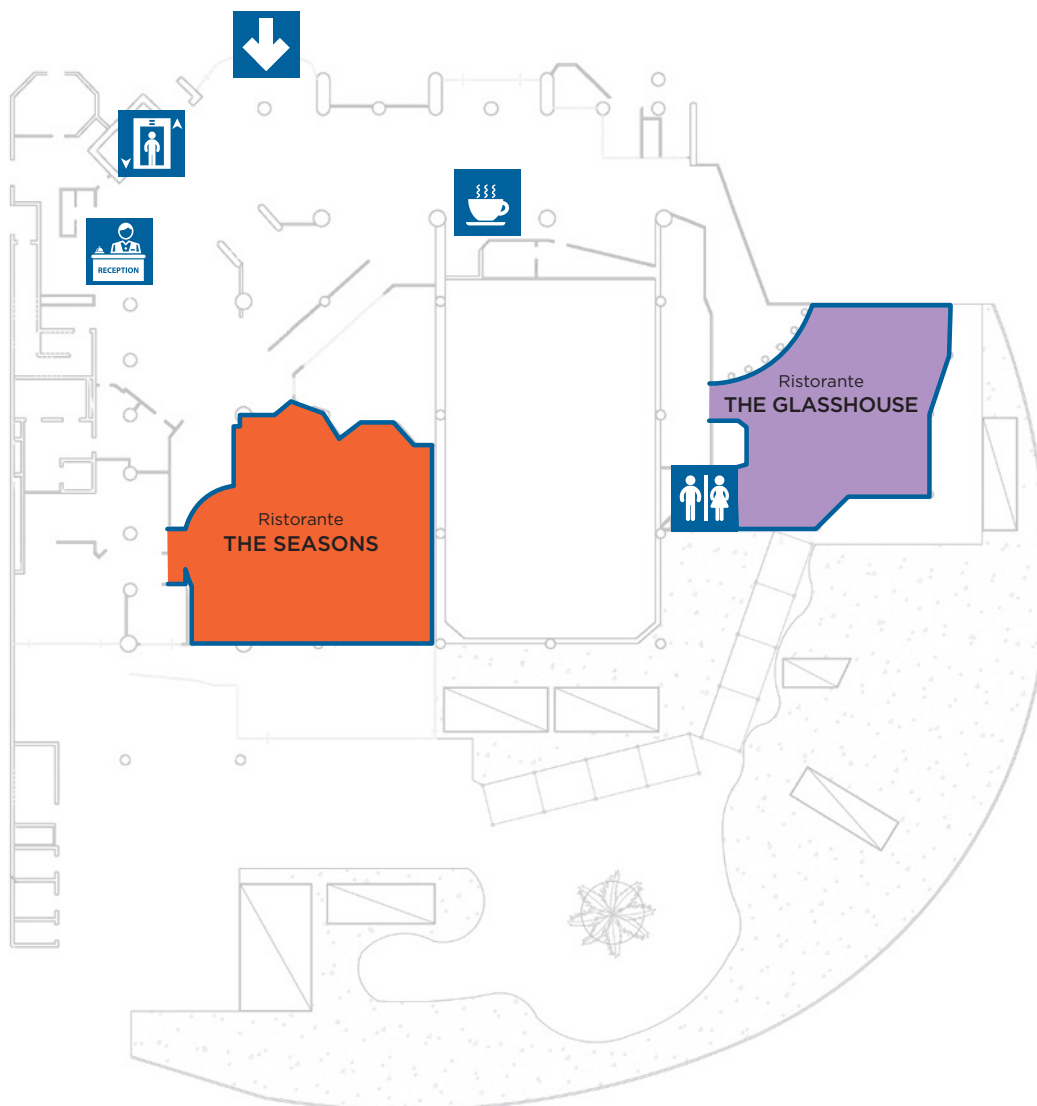 RECEPTION
Ristorante
THE GLASSHOUSE
Ristorante
THE SEASONS